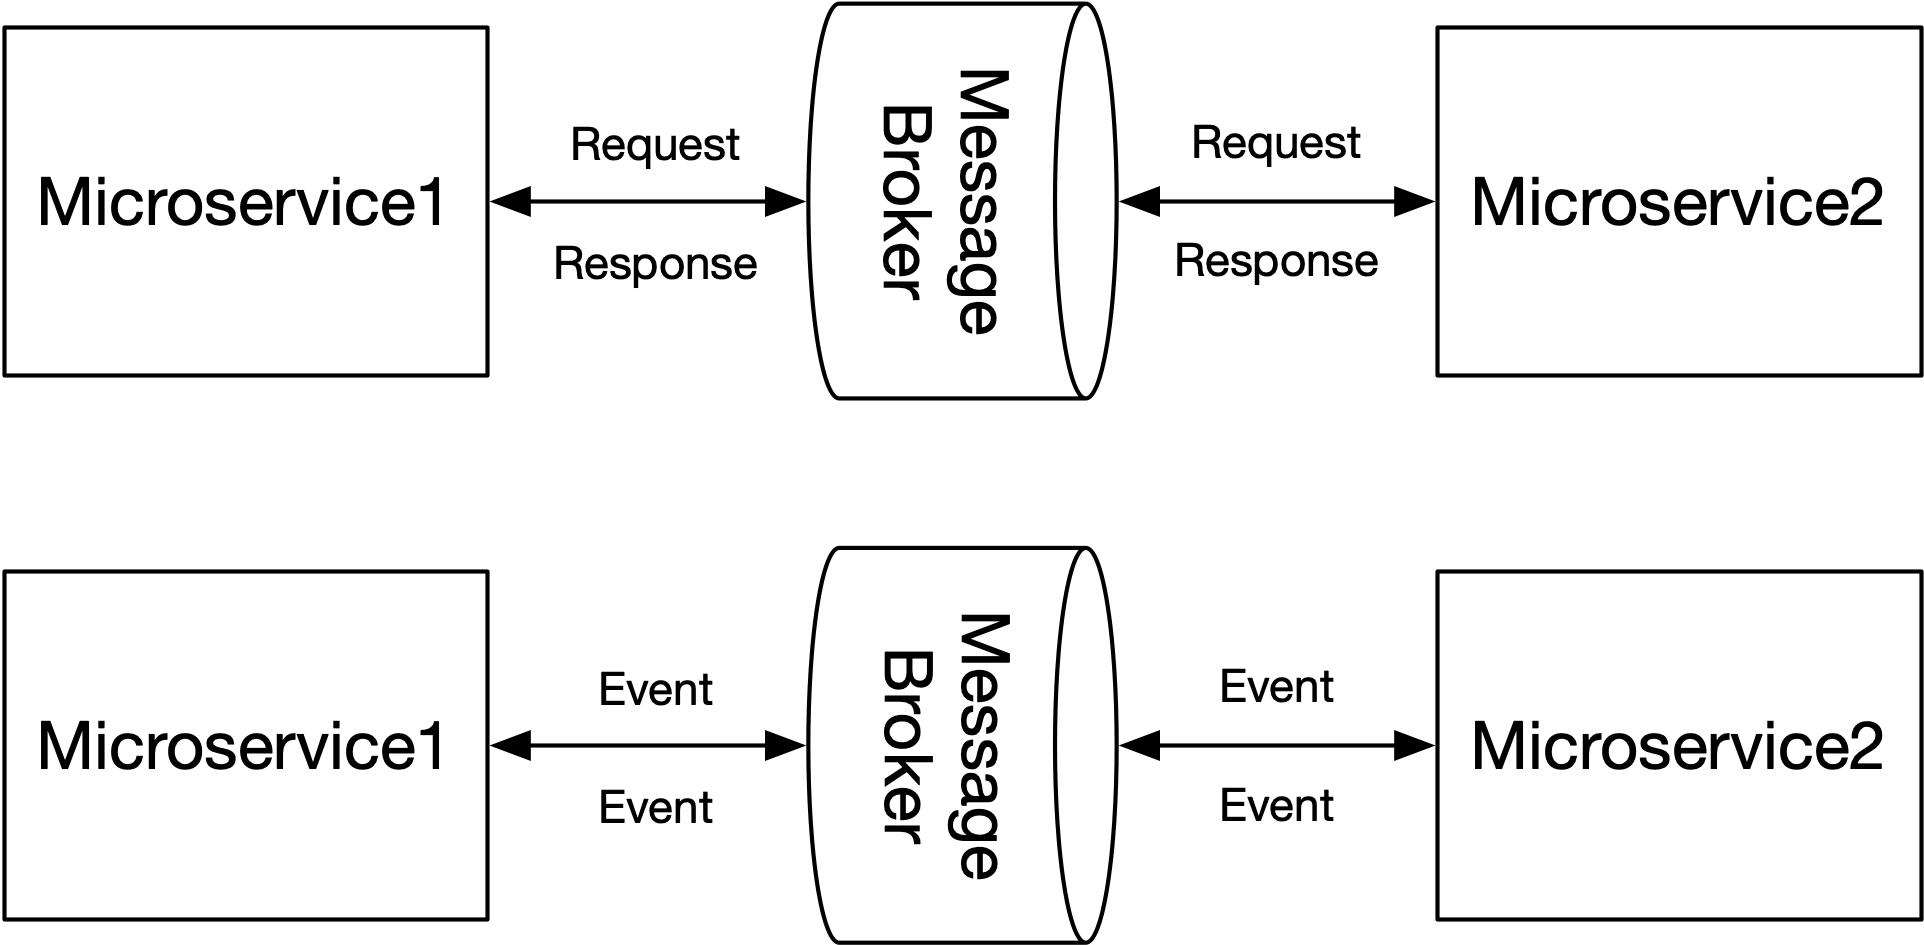 Microservice1
Request
Response
Message
Broker
Request
Response
Microservice2
Microservice1
Event
Event
Message
Broker
Event
Event
Microservice2